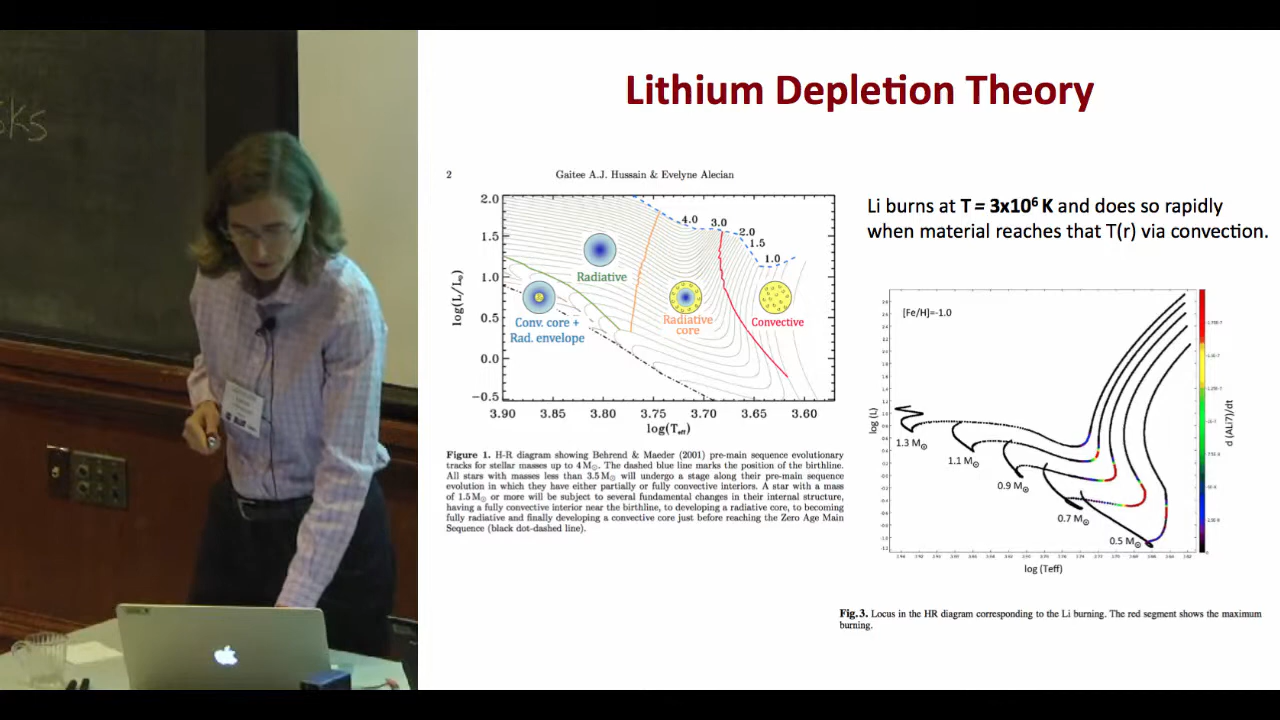 sks
Lithium Depletion Theory
2 Gaitee A.J. Hussain & Evelyne Alecian
2.0
1.5
1.0
0.5
0.0
−0.5
log(L/L☉)
4.0 3.0 2.0 1.5 1.0
Radiative
Conv. core +
Rad. envelope
Radiative
core
Convective
3.90 3.85 3.80 3.75 3.70 3.65 3.60
log(Teff)
Figure 1. H-R diagram showing Behrend & Maeder (2001) pre-main sequence evolutionary
tracks for stellar masses up to 4 M☉. The dashed blue line marks the position of the birthline.
All stars with masses less than 3.5 M☉ will undergo a stage along their pre-main sequence
evolution in which they have either partially or fully convective interiors. A star with a mass
of 1.5 M☉ or more will be subject to several fundamental changes in their internal structure,
having a fully convective interior near the birthline, to developing a radiative core, to becoming
fully radiative and finally developing a convective core just before reaching the Zero Age Main
Sequence (black dot-dashed line).
Li burns at T = 3x10⁶ K and does so rapidly
when material reaches that T(r) via convection.
[Fe/H]=-1.0
log (L)
1.3 M☉
1.1 M☉
0.9 M☉
0.7 M☉
0.5 M☉
d (ALi7)/dt
log (Teff)
Fig. 3. Locus in the HR diagram corresponding to the Li burning. The red segment shows the maximum
burning.